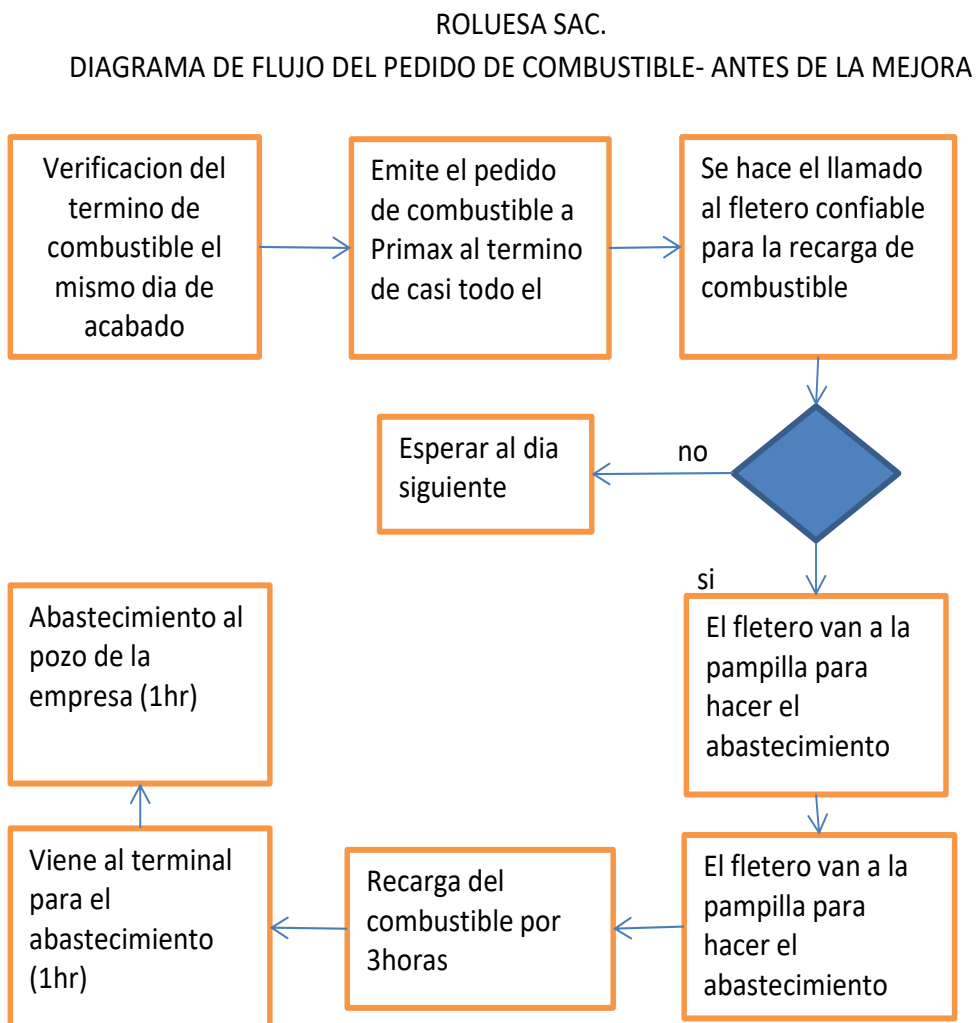 ROLUESA SAC.
DIAGRAMA DE FLUJO DEL PEDIDO DE COMBUSTIBLE- ANTES DE LA MEJORA
Verificacion del
termino de
combustible el
mismo dia de
acabado
Emite el pedido
de combustible a
Primax al termino
de casi todo el
Se hace el llamado
al fletero confiable
para la recarga de
combustible
no
Esperar al dia
siguiente
si
El fletero van a la
pampilla para
hacer el
abastecimiento
El fletero van a la
pampilla para
hacer el
abastecimiento
Recarga del
combustible por
3horas
Viene al terminal
para el
abastecimiento
(1hr)
Abastecimiento al
pozo de la
empresa (1hr)